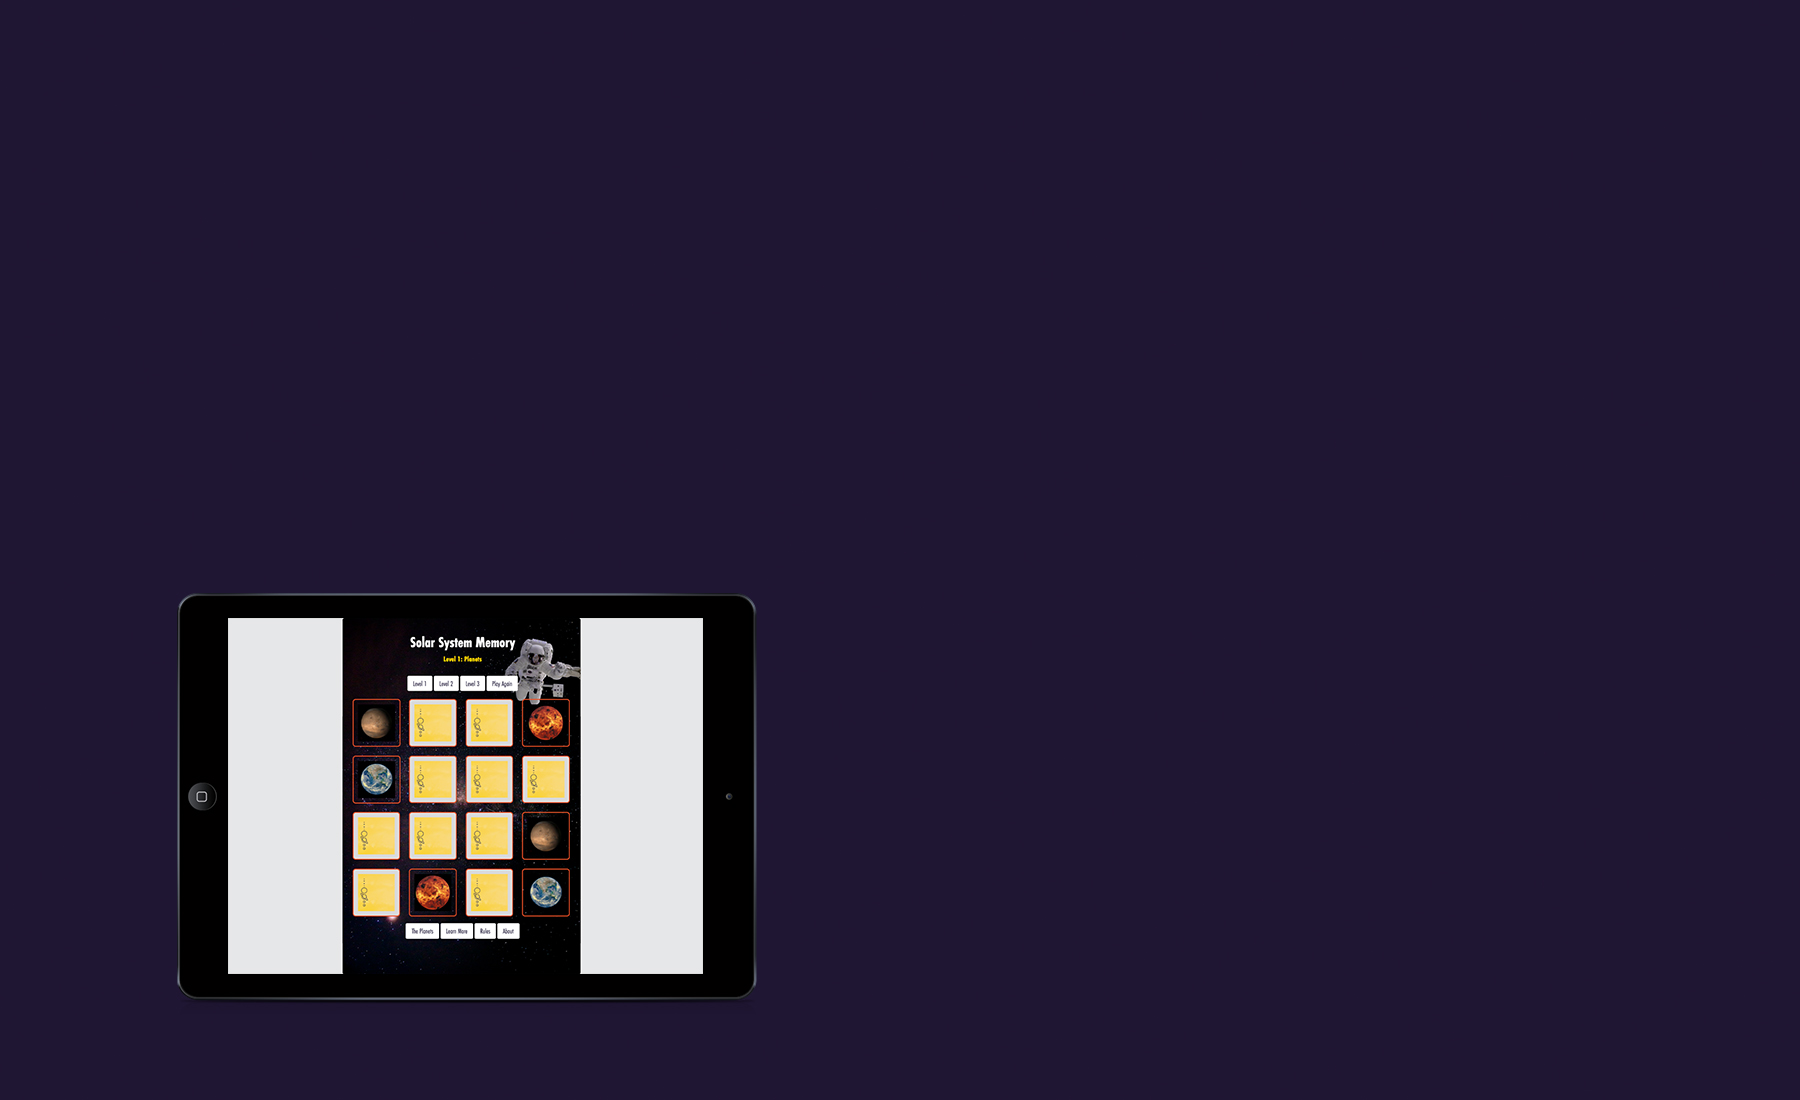 Solar System Memory
Level 1: Planets
Level 1 Level 2 Level 3 Play Again
The Planets Learn More Rules About